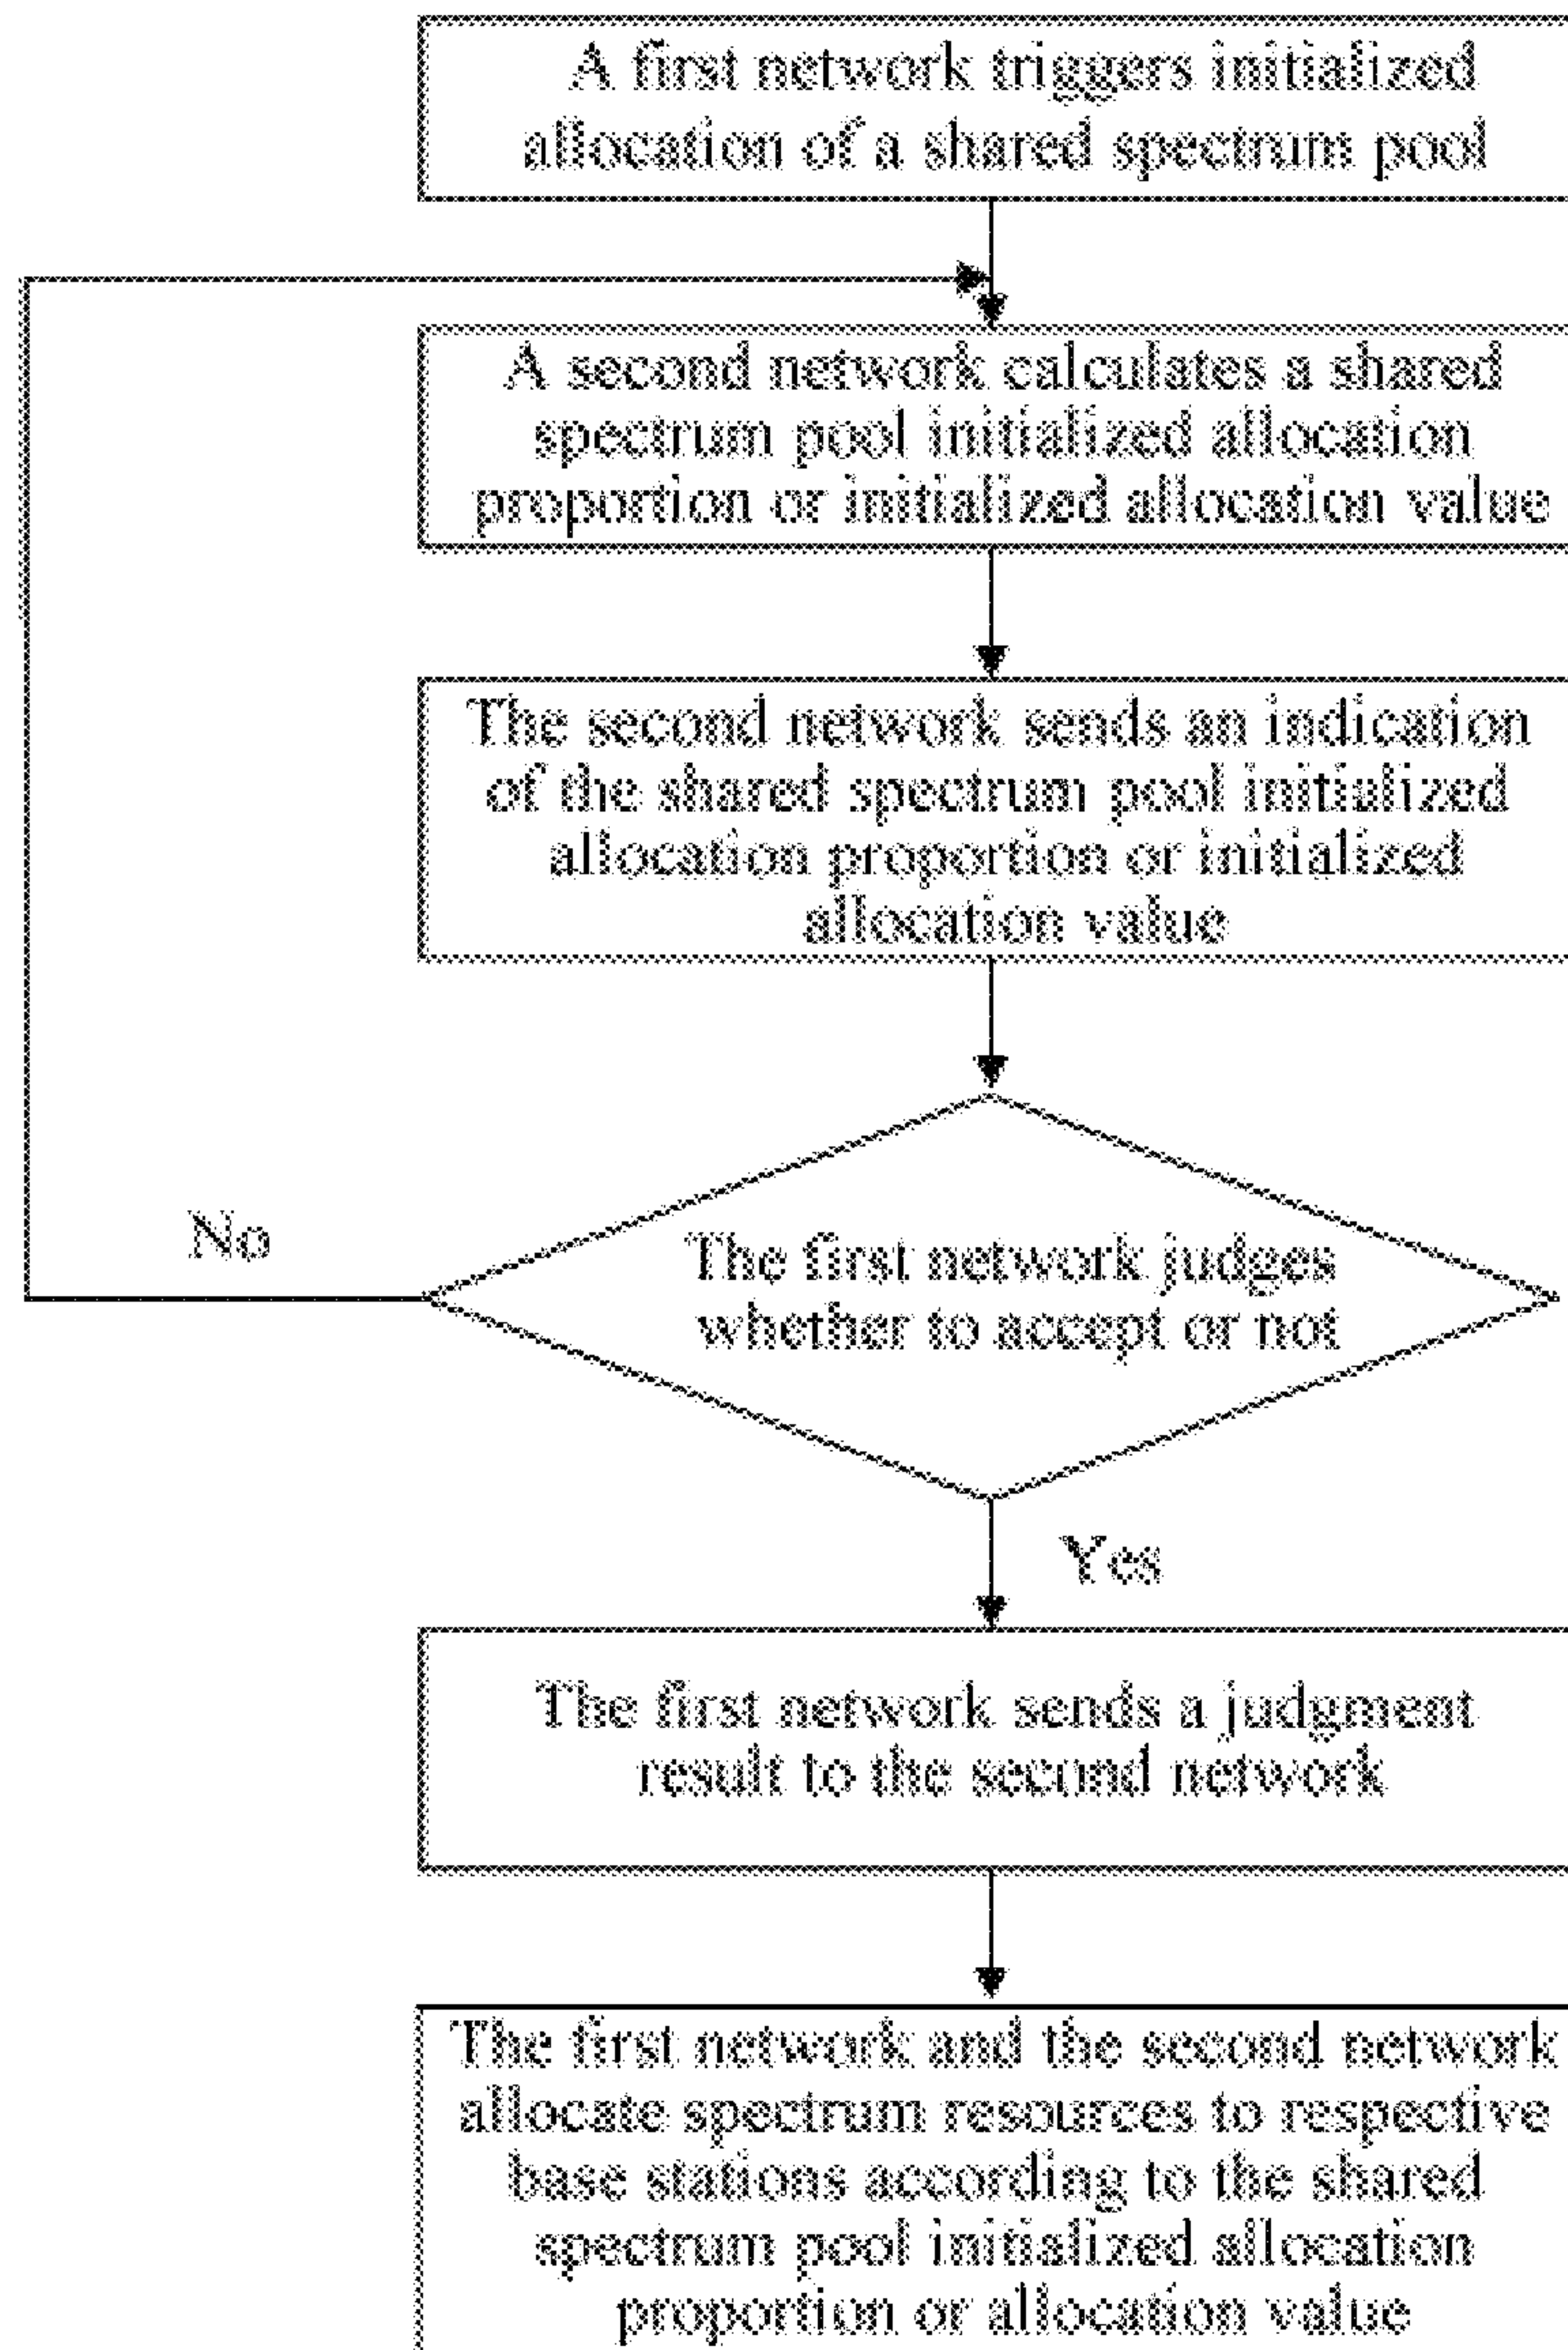 A first network triggers initialized
allocation of a shared spectrum pool
A second network calculates a shared
spectrum pool initialized allocation
proportion or initialized allocation value
The second network sends an indication
of the shared spectrum pool initialized
allocation proportion or initialized
allocation value
No
The first network judges
whether to accept or not
Yes
The first network sends a judgment
result to the second network
The first network and the second network
allocate spectrum resources to respective
base stations according to the shared
spectrum pool initialized allocation
proportion or allocation value